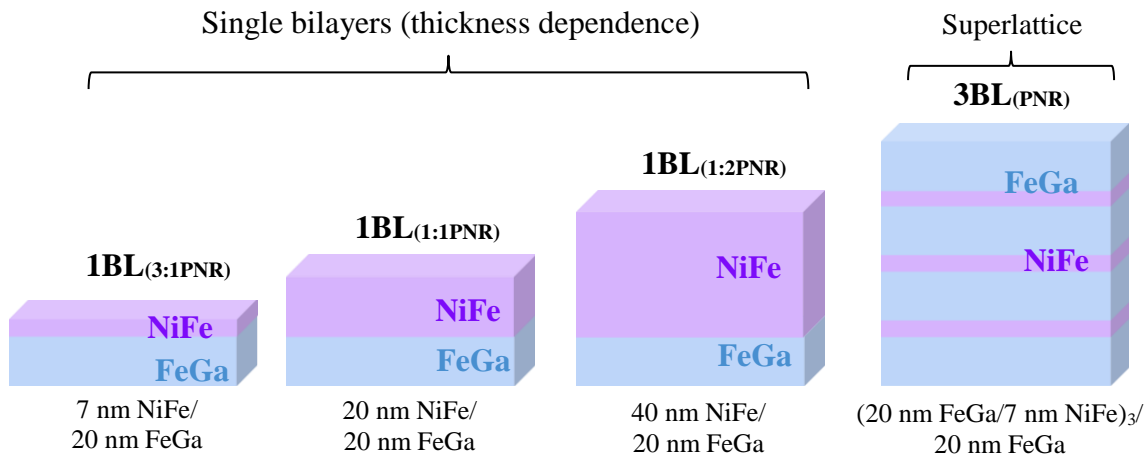 Single bilayers (thickness dependence)
Superlattice
3BL(PNR)
1BL(1:2PNR)
1BL(1:1PNR)
1BL(3:1PNR)
FeGa
NiFe
NiFe
NiFe
NiFe
FeGa
FeGa
FeGa
7 nm NiFe/
20 nm FeGa
20 nm NiFe/
20 nm FeGa
40 nm NiFe/
20 nm FeGa
(20 nm FeGa/7 nm NiFe)3/
20 nm FeGa